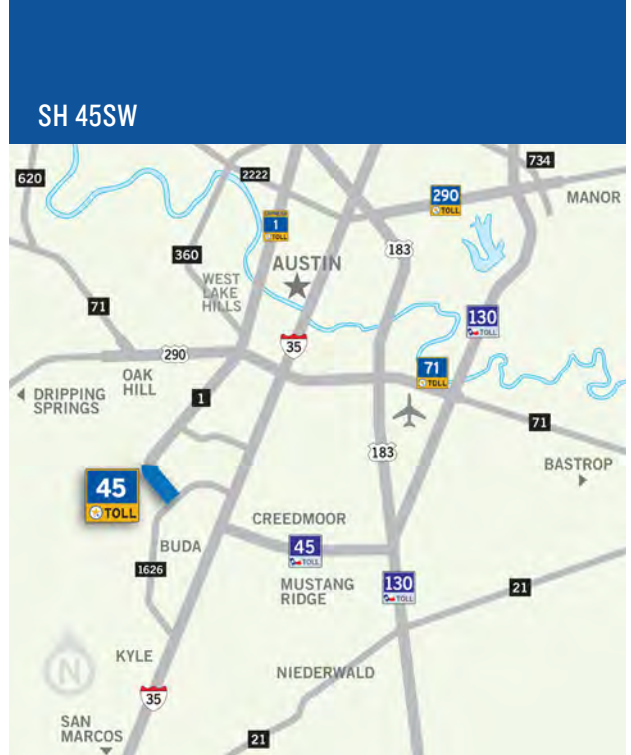 SH 45SW
734
620
2222
290
TOLL
MANOR
EXPRESS
1
TOLL
183
360
AUSTIN
WEST
LAKE
HILLS
71
130
TOLL
35
290
71
TOLL
OAK
HILL
DRIPPING
SPRINGS
1
71
183
BASTROP
45
TOLL
CREEDMOOR
BUDA
45
TOLL
1626
MUSTANG
RIDGE
130
TOLL
21
KYLE
N
NIEDERWALD
35
SAN
MARCOS
21